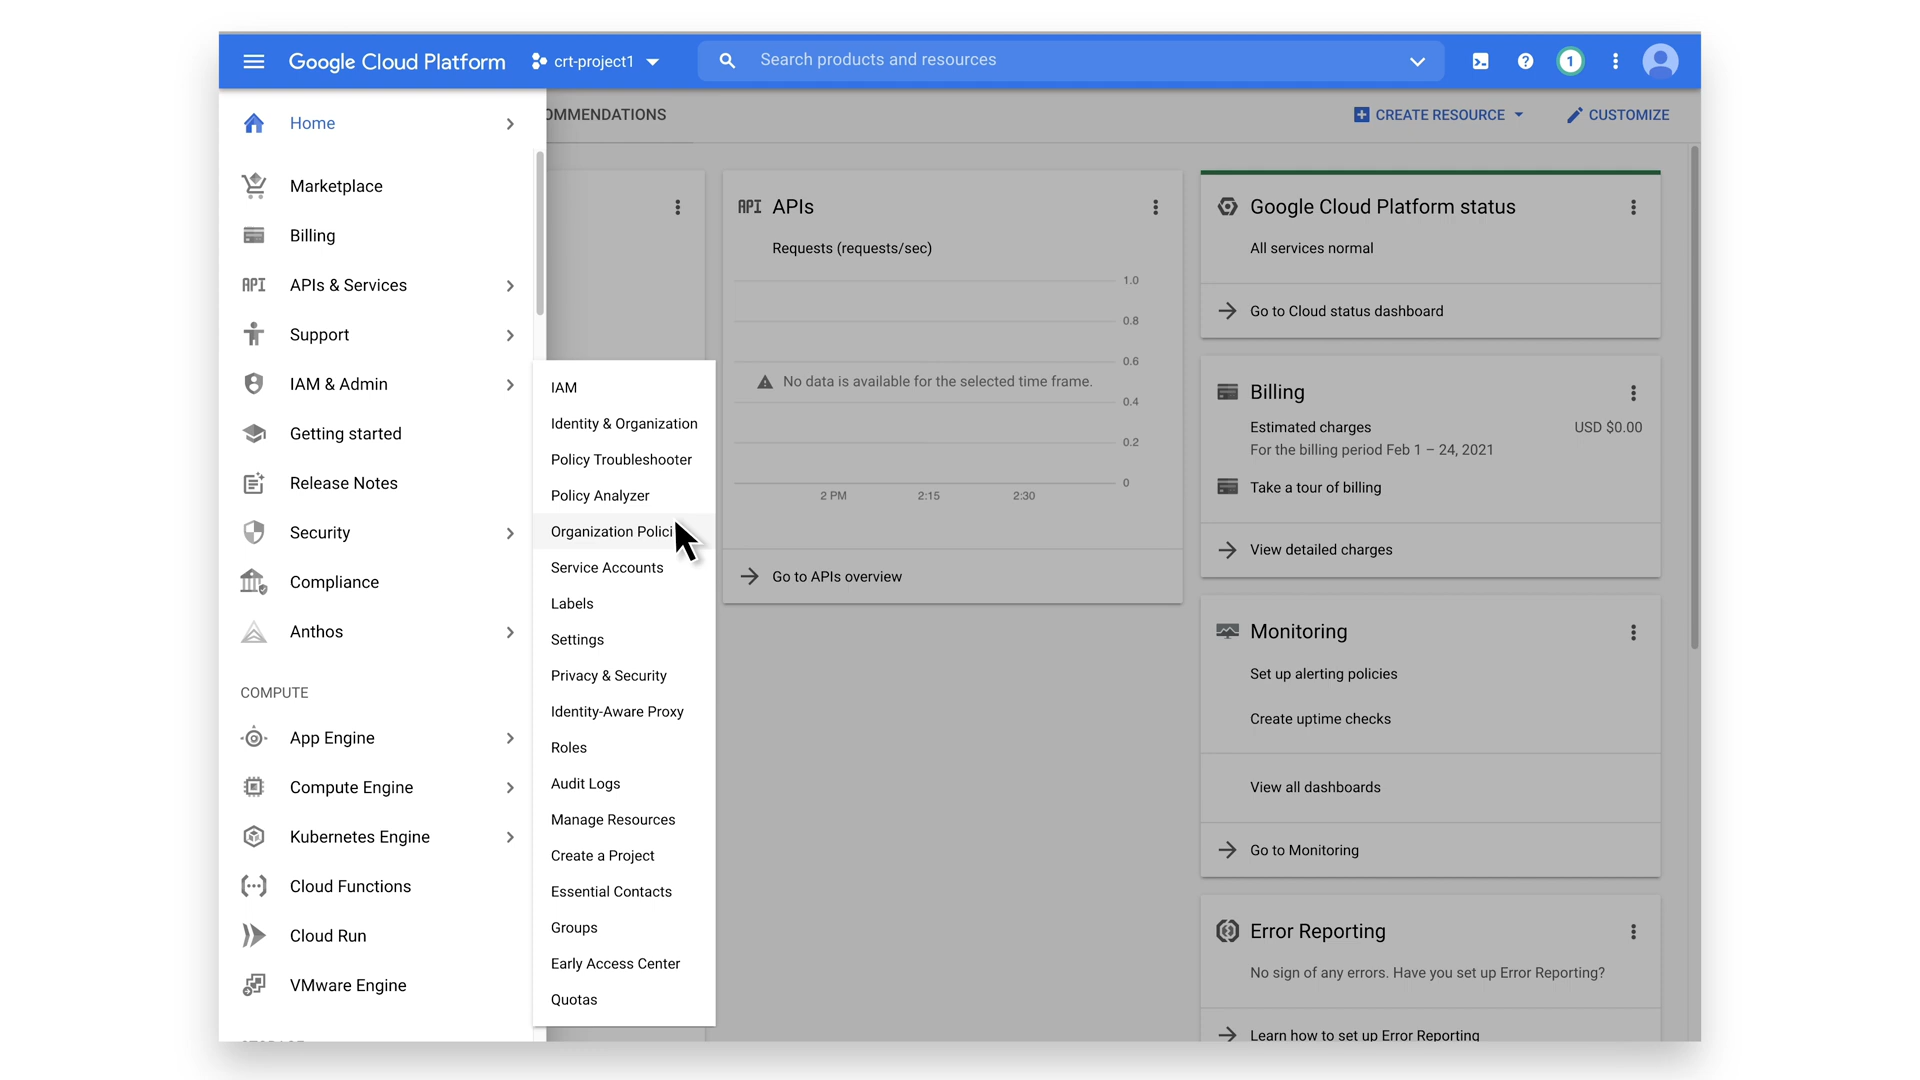 Google Cloud Platform
crt-project1
Search products and resources
1
Home
Marketplace
Billing
API APIs & Services
Support
IAM & Admin
Getting started
Release Notes
Security
Compliance
Anthos
COMPUTE
App Engine
Compute Engine
Kubernetes Engine
Cloud Functions
Cloud Run
VMware Engine
IAM
Identity & Organization
Policy Troubleshooter
Policy Analyzer
Organization Polici
Service Accounts
Labels
Settings
Privacy & Security
Identity-Aware Proxy
Roles
Audit Logs
Manage Resources
Create a Project
Essential Contacts
Groups
Early Access Center
Quotas
OMMENDATIONS
CREATE RESOURCE
CUSTOMIZE
API APIs
Requests (requests/sec)
1.0
0.8
0.6
No data is available for the selected time frame.
0.4
0.2
0
2 PM 2:15 2:30
Go to APIs overview
Google Cloud Platform status
All services normal
Go to Cloud status dashboard
Billing
Estimated charges USD $0.00
For the billing period Feb 1 – 24, 2021
Take a tour of billing
View detailed charges
Monitoring
Set up alerting policies
Create uptime checks
View all dashboards
Go to Monitoring
Error Reporting
No sign of any errors. Have you set up Error Reporting?
Learn how to set up Error Reporting